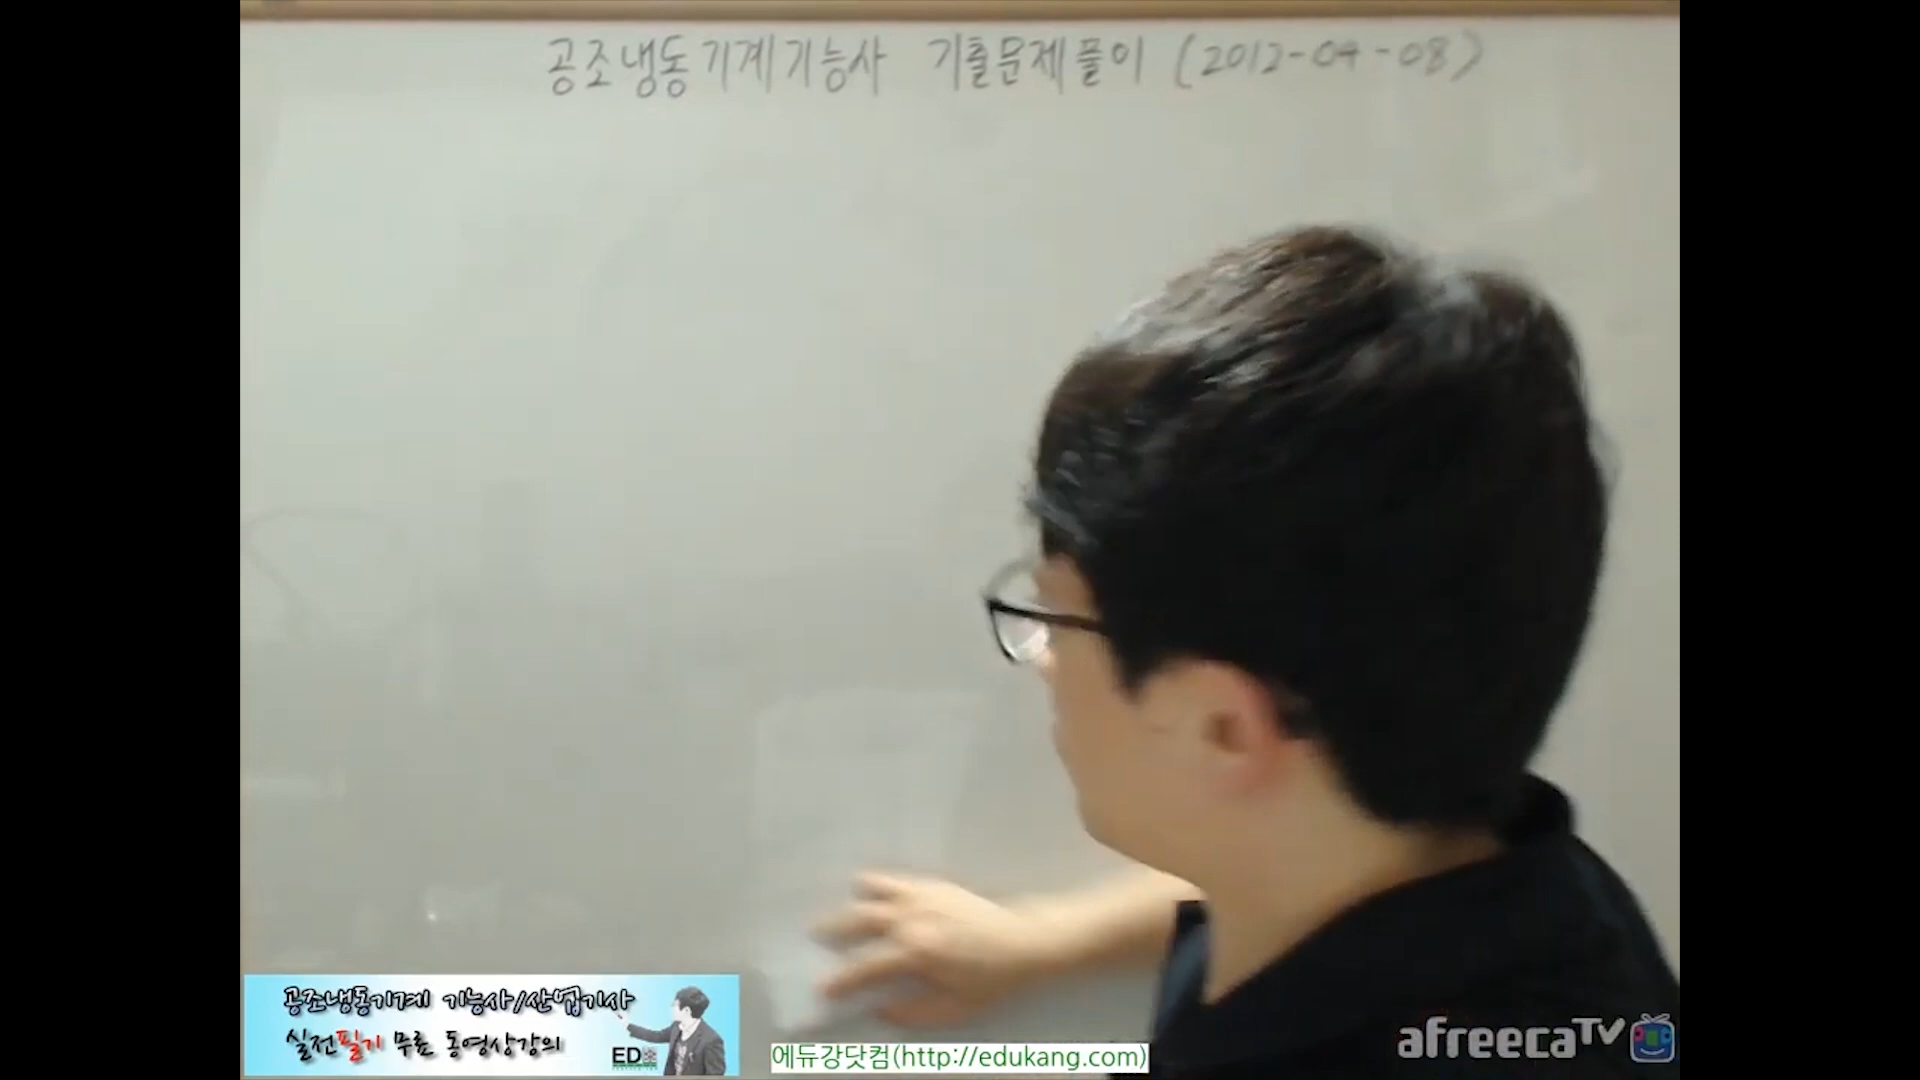 공조냉동기계기능사 기출문제풀이 (2012-04-08)
공조냉동기계 기능사/산업기사
실전필기 무료 동영상강의
에듀강닷컴(http://edukang.com)
afreecaTV